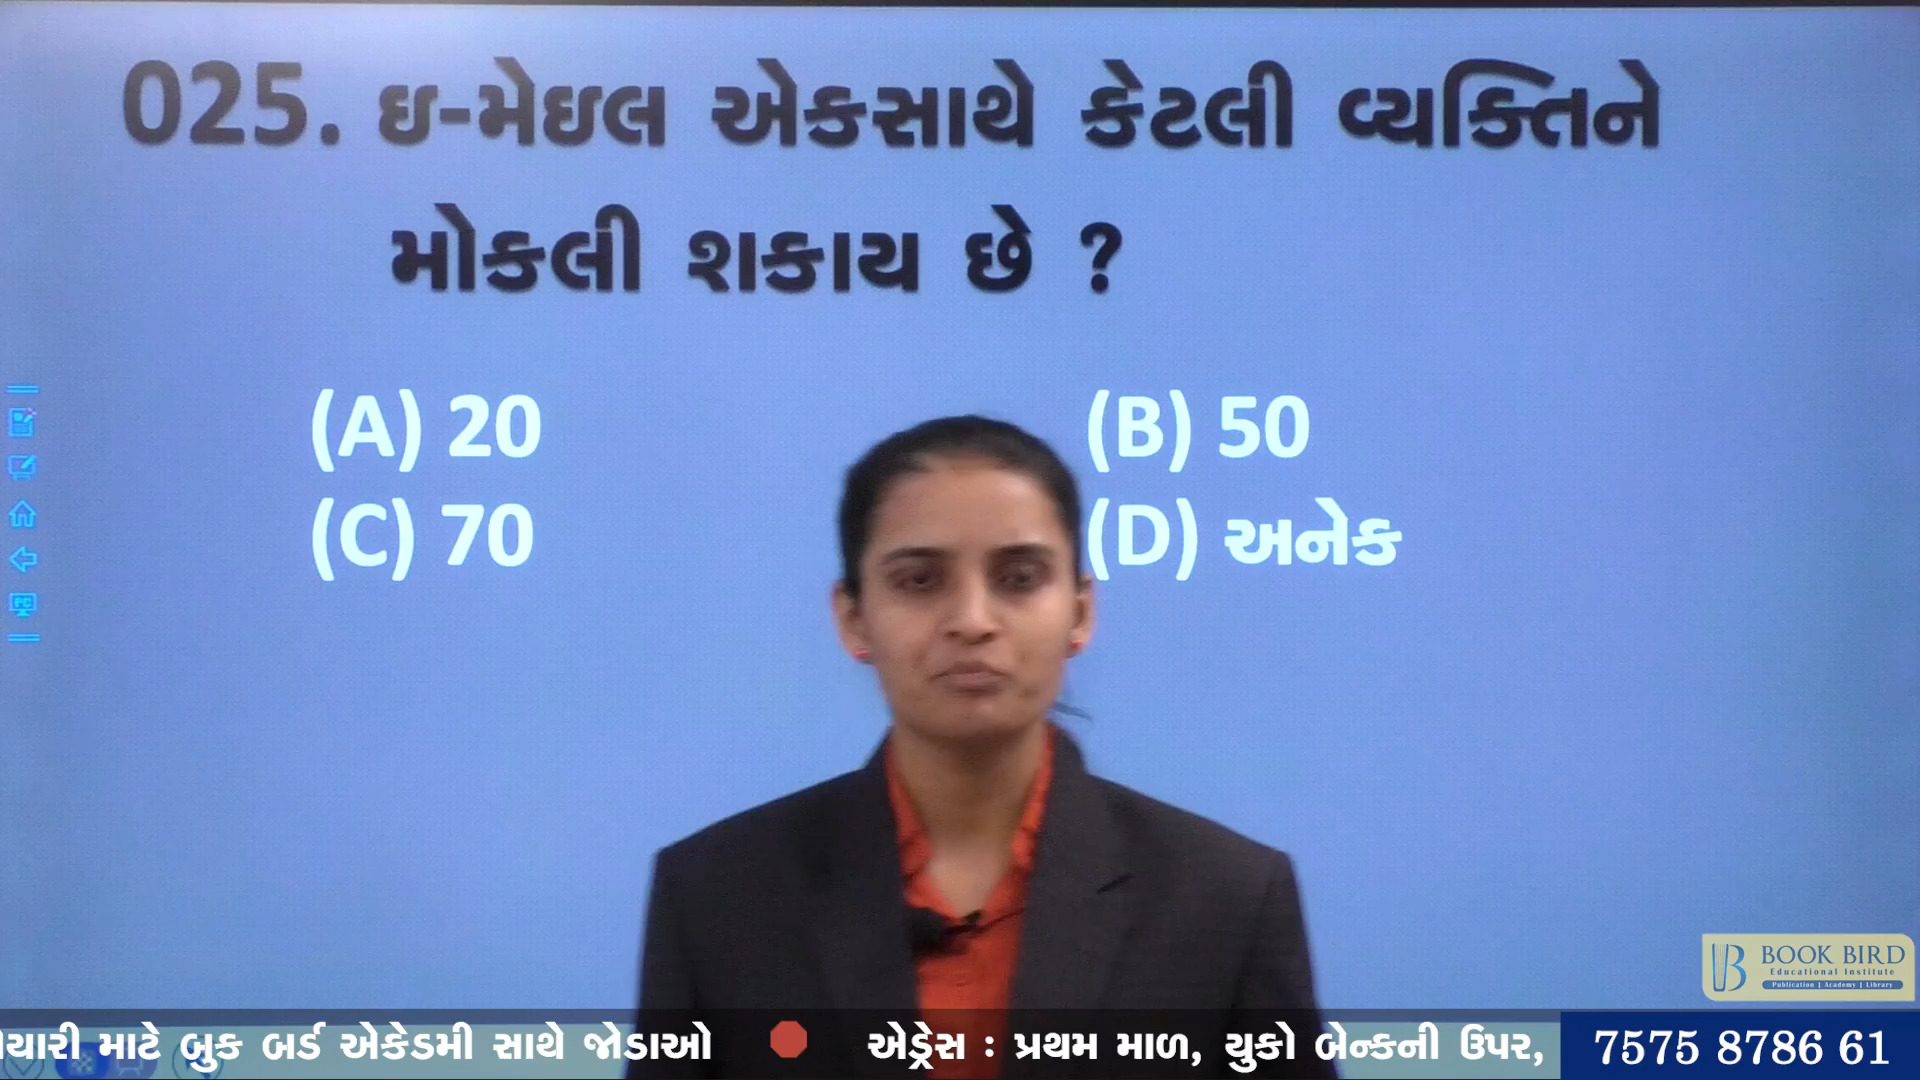 025. ઇ-મેઇલ એકસાથે કેટલી વ્યક્તિને
મોકલી શકાય છે ?
(A) 20 (B) 50
(C) 70 (D) અનેક
BOOK BIRD
Educational Institute
Publication | Academy | Library
માટે બુક બર્ડ એકેડમી સાથે જોડાઓ એડ્રેસ : પ્રથમ માળ, યુકો બેન્કની ઉપર, 7575 8786 61